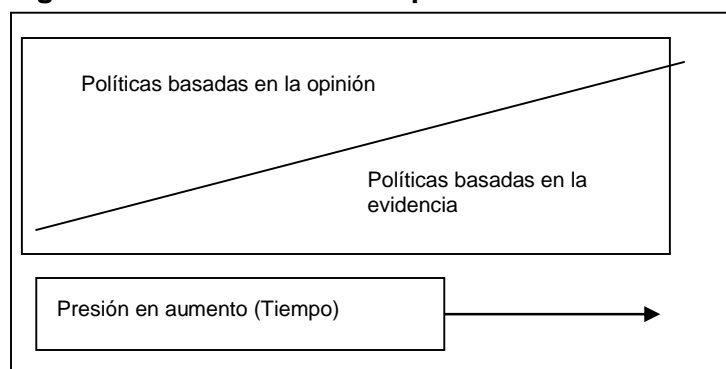 Políticas basadas en la opinión
Políticas basadas en la
evidencia
Presión en aumento (Tiempo)